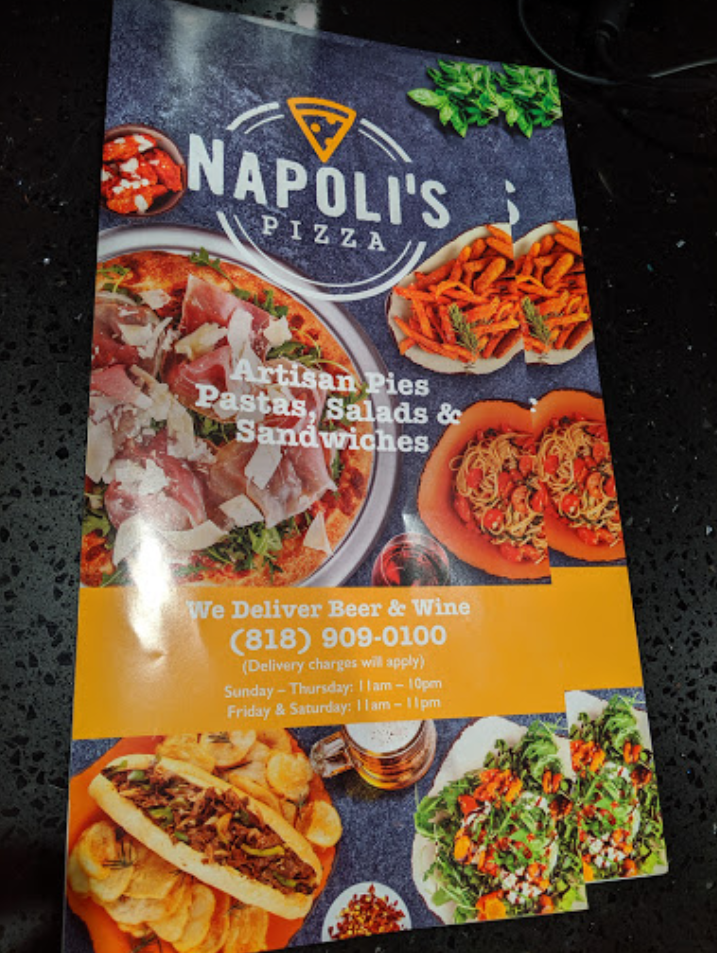 NAPOLI'S
PIZZA
Artisan Pies
Pastas, Salads &
Sandwiches
We Deliver Beer & Wine
(818) 909-0100
(Delivery charges will apply)
Sunday – Thursday: 11am – 10pm
Friday & Saturday: 11am – 11pm